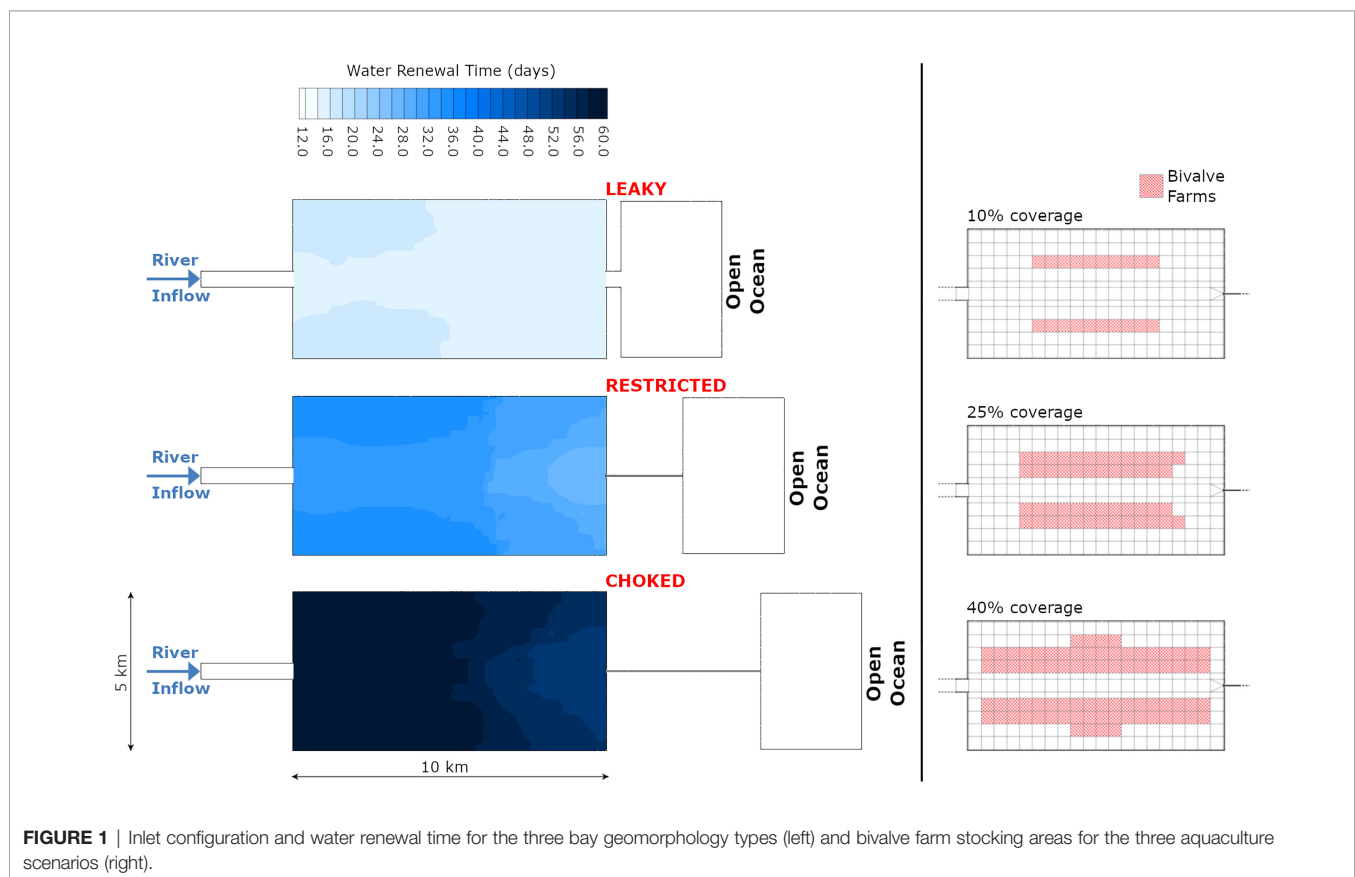 Water Renewal Time (days)
12.0 16.0 20.0 24.0 28.0 32.0 36.0 40.0 44.0 48.0 52.0 56.0 60.0
LEAKY
River
Inflow
Open
Ocean
RESTRICTED
River
Inflow
Open
Ocean
CHOKED
River
Inflow
Open
Ocean
5 km
10 km
Bivalve
Farms
10% coverage
25% coverage
40% coverage
FIGURE 1 | Inlet configuration and water renewal time for the three bay geomorphology types (left) and bivalve farm stocking areas for the three aquaculture
scenarios (right).